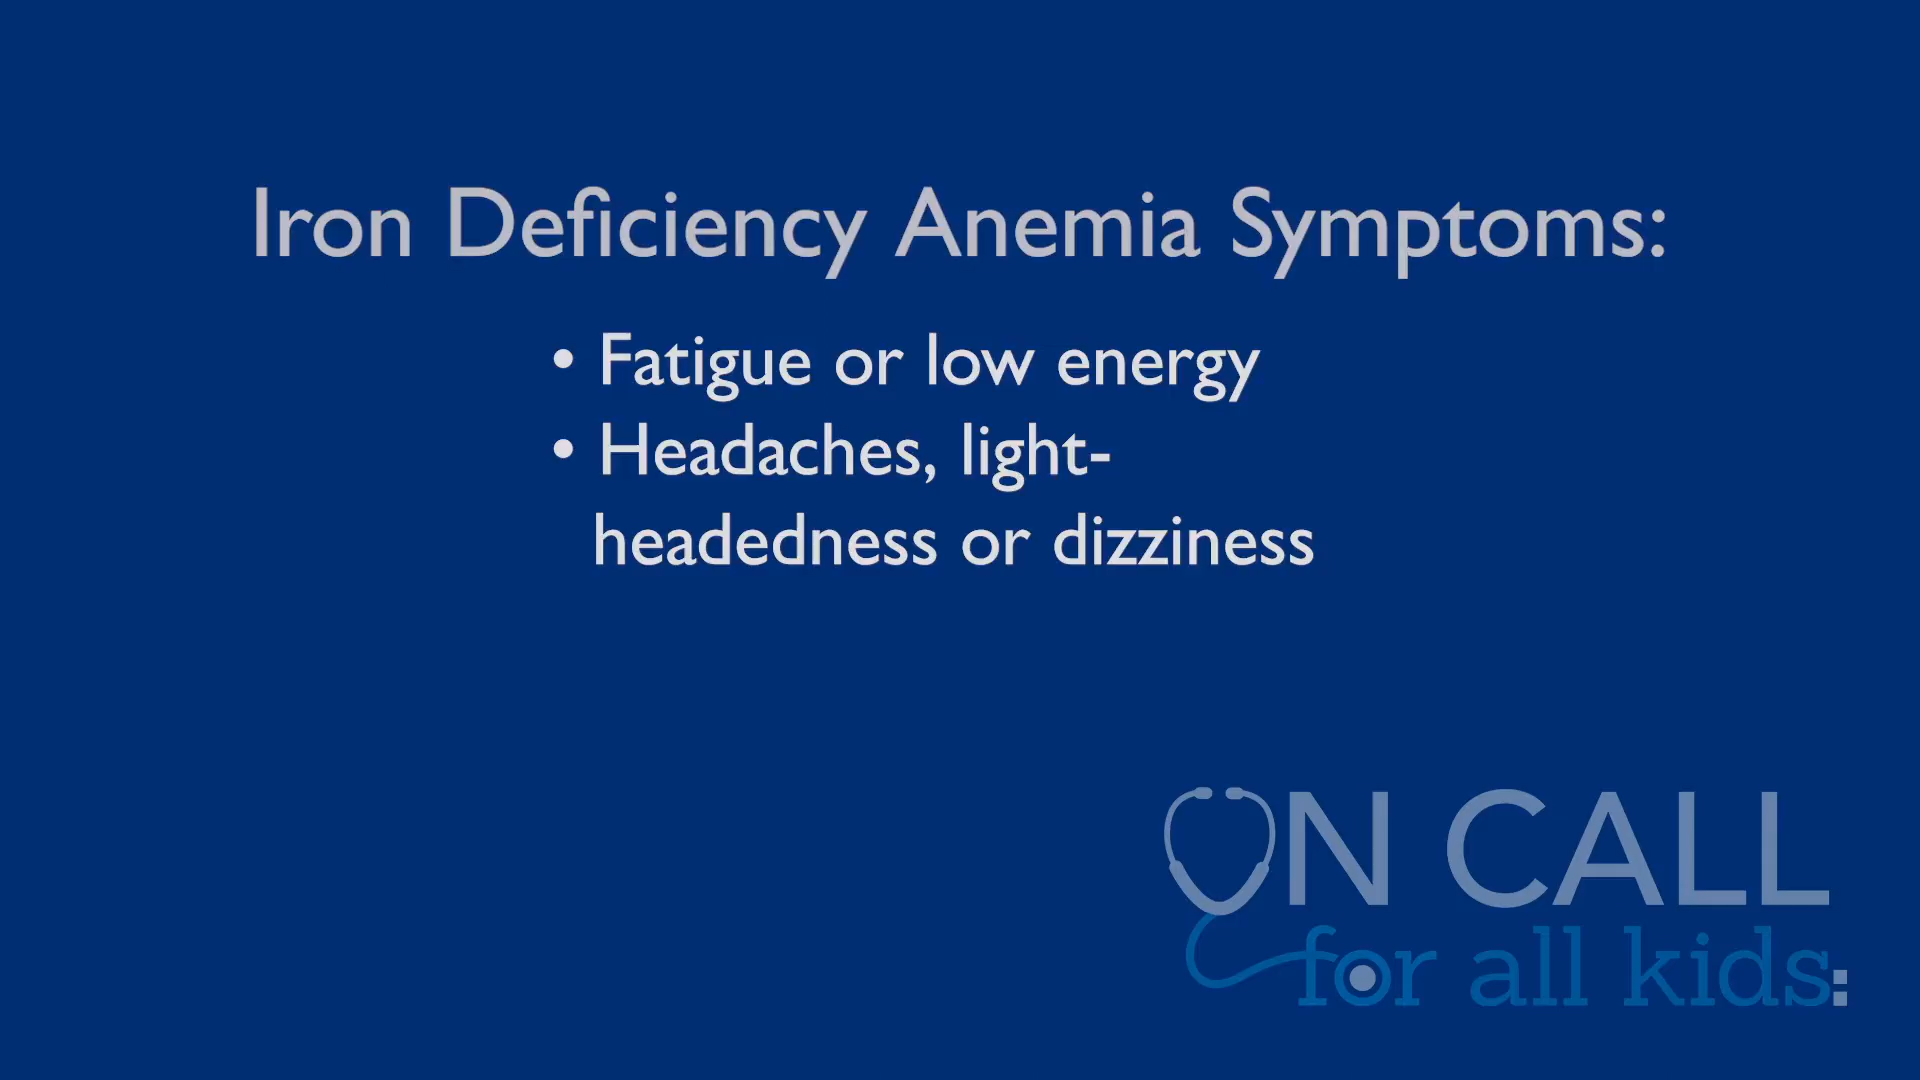 Iron Deficiency Anemia Symptoms:
• Fatigue or low energy
• Headaches, light-
headedness or dizziness
ON CALL
for all kids: